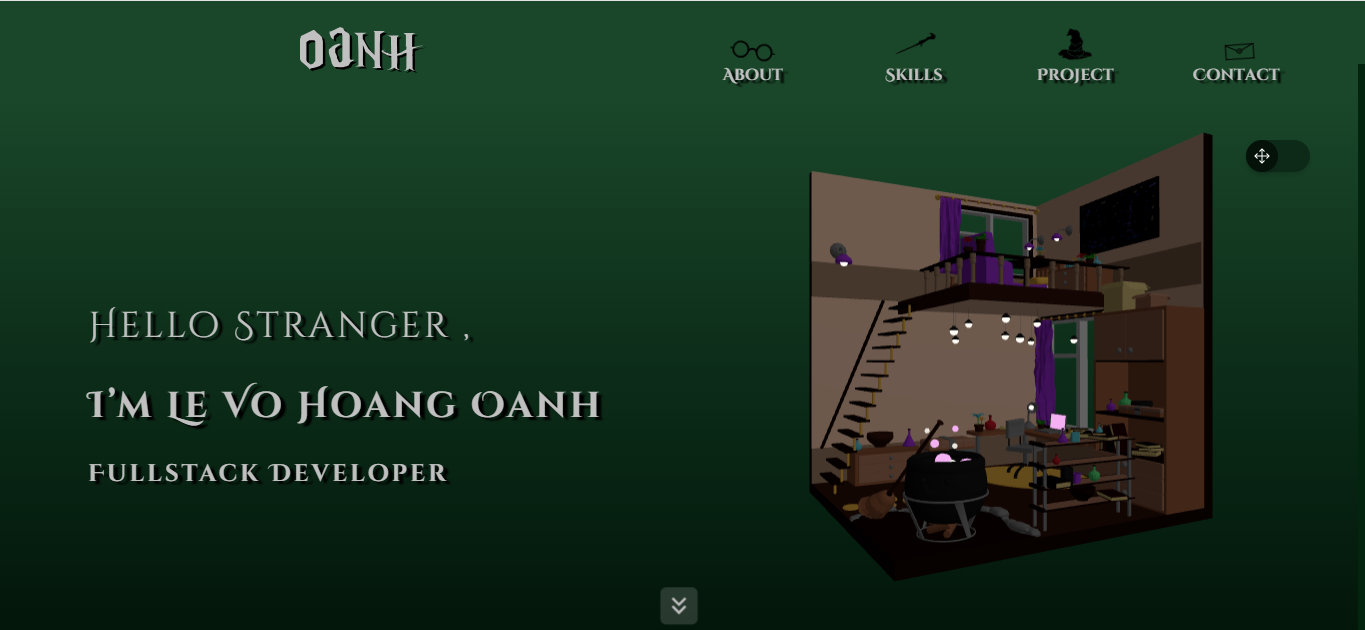 OANH
ABOUT
SKILLS
PROJECT
CONTACT
HELLO STRANGER ,
I'M LE VO HOANG OANH
FULLSTACK DEVELOPER